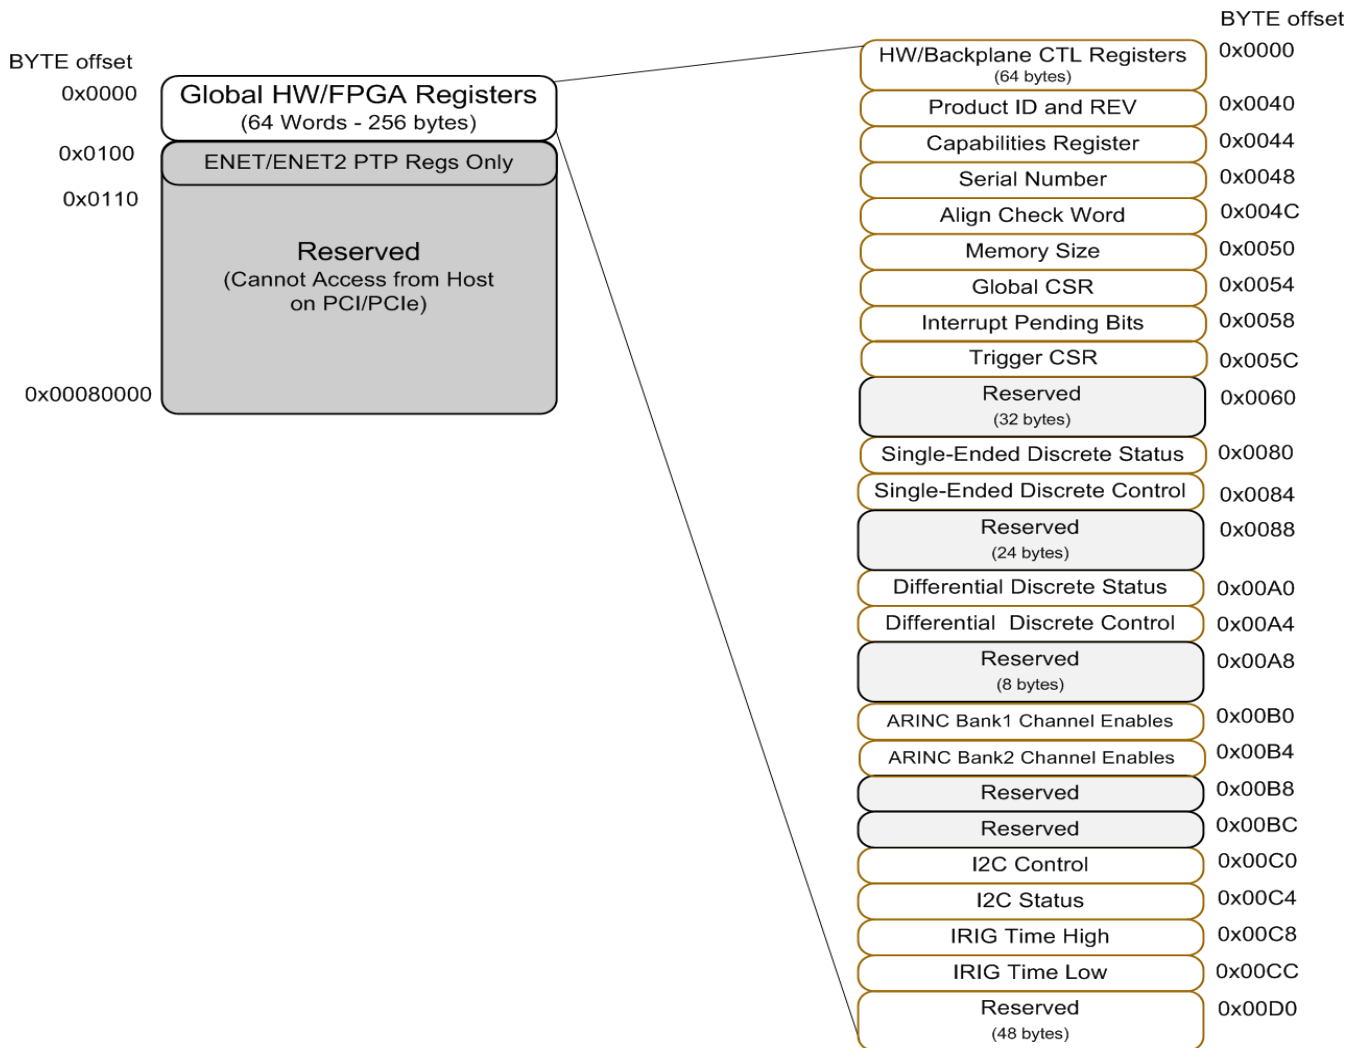 BYTE offset
0x0000
Global HW/FPGA Registers
(64 Words - 256 bytes)
0x0100
ENET/ENET2 PTP Regs Only
0x0110
Reserved
(Cannot Access from Host
on PCI/PCIe)
0x00080000
BYTE offset
HW/Backplane CTL Registers
(64 bytes)
0x0000
Product ID and REV
0x0040
Capabilities Register
0x0044
Serial Number
0x0048
Align Check Word
0x004C
Memory Size
0x0050
Global CSR
0x0054
Interrupt Pending Bits
0x0058
Trigger CSR
0x005C
Reserved
(32 bytes)
0x0060
Single-Ended Discrete Status
0x0080
Single-Ended Discrete Control
0x0084
Reserved
(24 bytes)
0x0088
Differential Discrete Status
0x00A0
Differential Discrete Control
0x00A4
Reserved
(8 bytes)
0x00A8
ARINC Bank1 Channel Enables
0x00B0
ARINC Bank2 Channel Enables
0x00B4
Reserved
0x00B8
Reserved
0x00BC
I2C Control
0x00C0
I2C Status
0x00C4
IRIG Time High
0x00C8
IRIG Time Low
0x00CC
Reserved
(48 bytes)
0x00D0